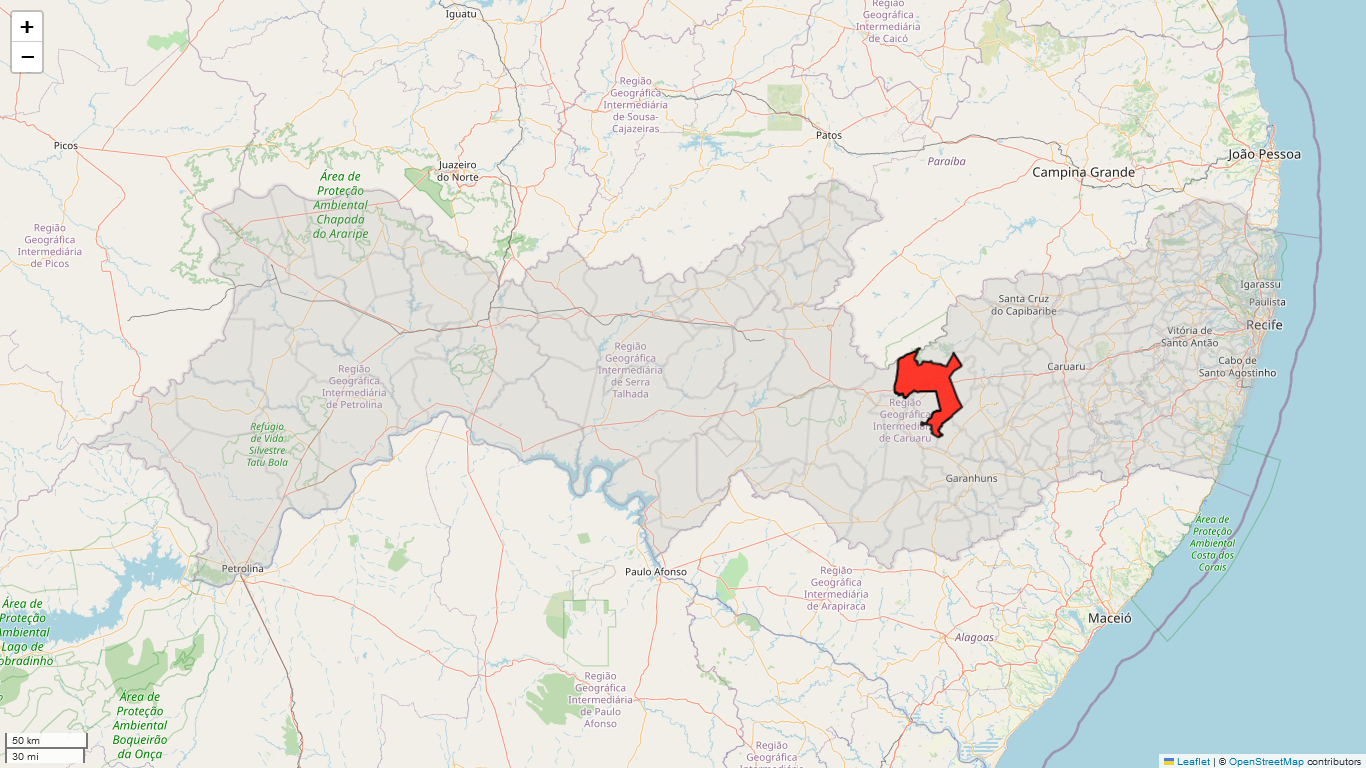 +
−
Iguatu
Região
Geográfica
Intermediária
de Caicó
Região
Geográfica
Intermediária
de Sousa-
Cajazeiras
Patos
Picos
Juazeiro
do Norte
Paraíba
João Pessoa
Campina Grande
Área de
Proteção
Ambiental
Chapada
do Araripe
Região
Geográfica
Intermediária
de Picos
Santa Cruz
do Capibaribe
Igarassu
Paulista
Recife
Vitória de
Santo Antão
Cabo de
Santo Agostinho
Caruaru
Região
Geográfica
Intermediária
de Serra
Talhada
Região
Geográfica
Intermediária
de Petrolina
Região
Geográfica
Intermediária
de Caruaru
Refúgio
de Vida
Silvestre
Tatu Bola
Garanhuns
Petrolina
Paulo Afonso
Área de
Proteção
Ambiental
Costa dos
Corais
Região
Geográfica
Intermediária
de Arapiraca
Maceió
Alagoas
Área de
Proteção
Ambiental
Lago de
obradinho
Área de
Proteção
Ambiental
Boqueirão
da Onça
Região
Geográfica
Intermediária
de Paulo
Afonso
Região
Geográfica
Intermediária
50 km
30 mi
Leaflet | © OpenStreetMap contributors